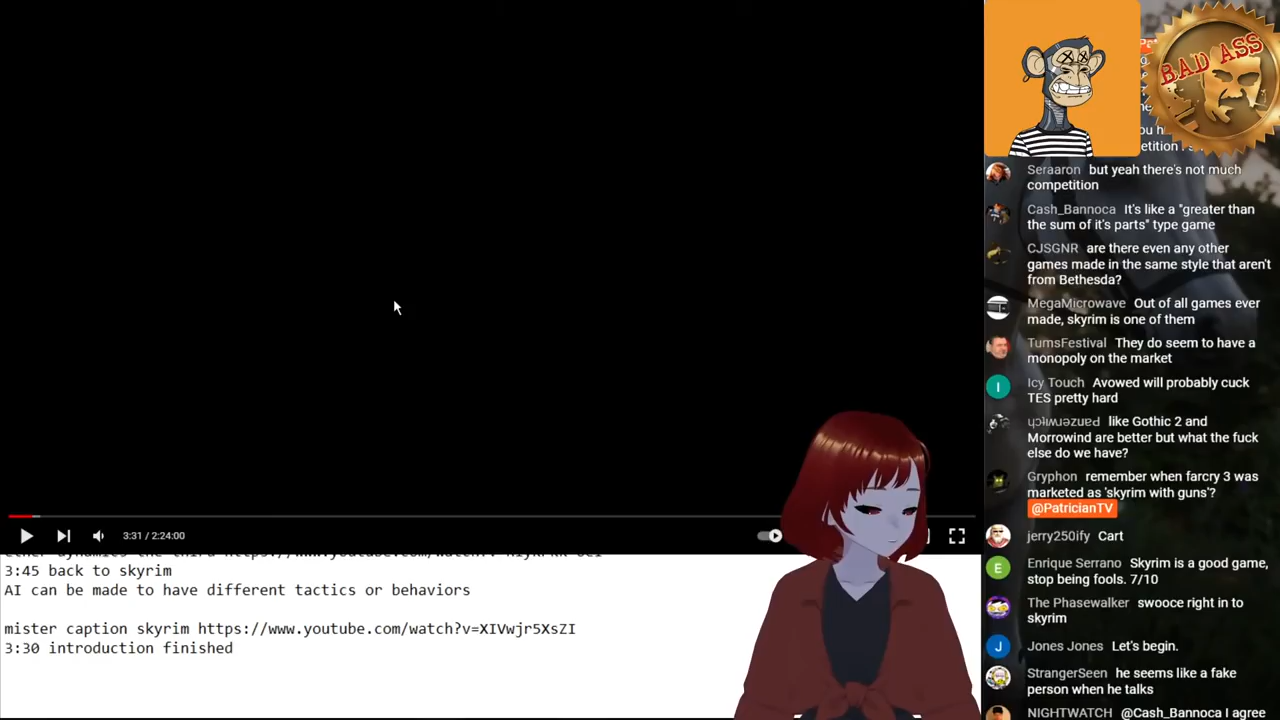 BAD ASS
Seraaron but yeah there's not much
competition
Cash_Bannoca It's like a "greater than
the sum of it's parts" type game
CJSGNR are there even any other
games made in the same style that aren't
from Bethesda?
MegaMicrowave Out of all games ever
made, skyrim is one of them
TumsFestival They do seem to have a
monopoly on the market
Icy Touch Avowed will probably cuck
TES pretty hard
like Gothic 2 and
Morrowind are better but what the fuck
else do we have?
Gryphon remember when farcry 3 was
marketed as 'skyrim with guns'?
@PatricianTV
jerry250ify Cart
Enrique Serrano Skyrim is a good game,
stop being fools. 7/10
The Phasewalker swooce right in to
skyrim
Jones Jones Let's begin.
StrangerSeen he seems like a fake
person when he talks
NIGHTWATCH @Cash_Bannoca I agree
3:31 / 2:24:00
3:45 back to skyrim
AI can be made to have different tactics or behaviors
mister caption skyrim https://www.youtube.com/watch?v=XIVwjr5XsZI
3:30 introduction finished